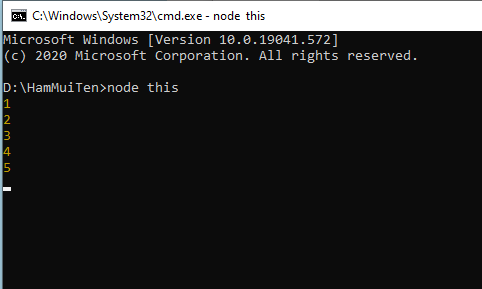 C:\Windows\System32\cmd.exe - node this
Microsoft Windows [Version 10.0.19041.572]
(c) 2020 Microsoft Corporation. All rights reserved.
D:\HamMuiTen>node this
1
2
3
4
5